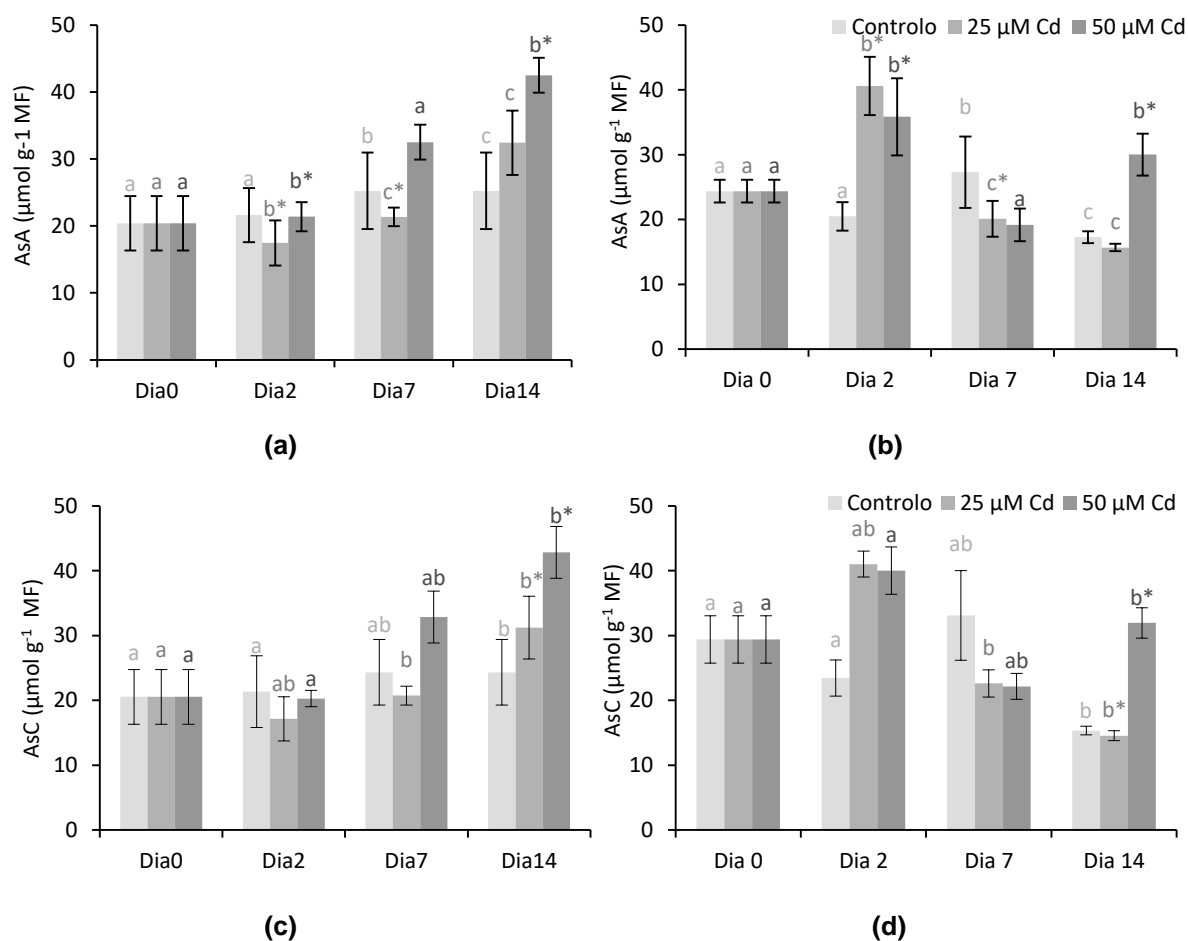 50
40
30
20
10
0
AsA (µmol g-1 MF)
a a a
a b* b*
b c* a
c c b*
Dia0 Dia2 Dia7 Dia14
(a)
Controlo 25 µM Cd 50 µM Cd
50
40
30
20
10
0
AsA (µmol g⁻¹ MF)
a a a
a b* b*
b c* a
c c b*
Dia 0 Dia 2 Dia 7 Dia 14
(b)
50
40
30
20
10
0
AsC (µmol g⁻¹ MF)
a a a
a ab a
ab b ab
b b* b*
Dia0 Dia2 Dia7 Dia14
(c)
Controlo 25 µM Cd 50 µM Cd
50
40
30
20
10
0
AsC (µmol g⁻¹ MF)
a a a
a ab a
ab b ab
b b* b*
Dia 0 Dia 2 Dia 7 Dia 14
(d)